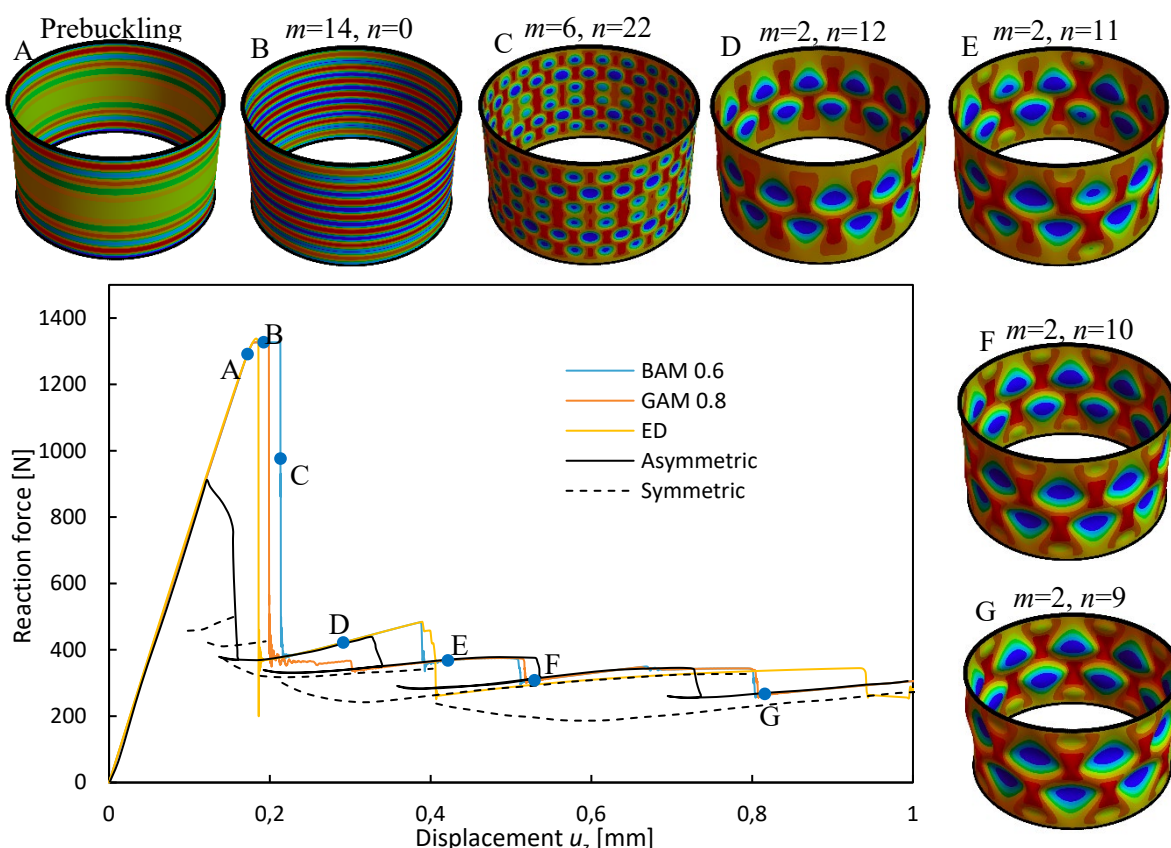 Prebuckling
A
m=14, n=0
B
m=6, n=22
C
m=2, n=12
D
m=2, n=11
E
1400
1200
1000
800
600
400
200
0
Reaction force [N]
A
B
C
D
E
F
G
BAM 0.6
GAM 0.8
ED
Asymmetric
Symmetric
0
0,2
0,4
0,6
0,8
1
Displacement uz [mm]
m=2, n=10
F
m=2, n=9
G